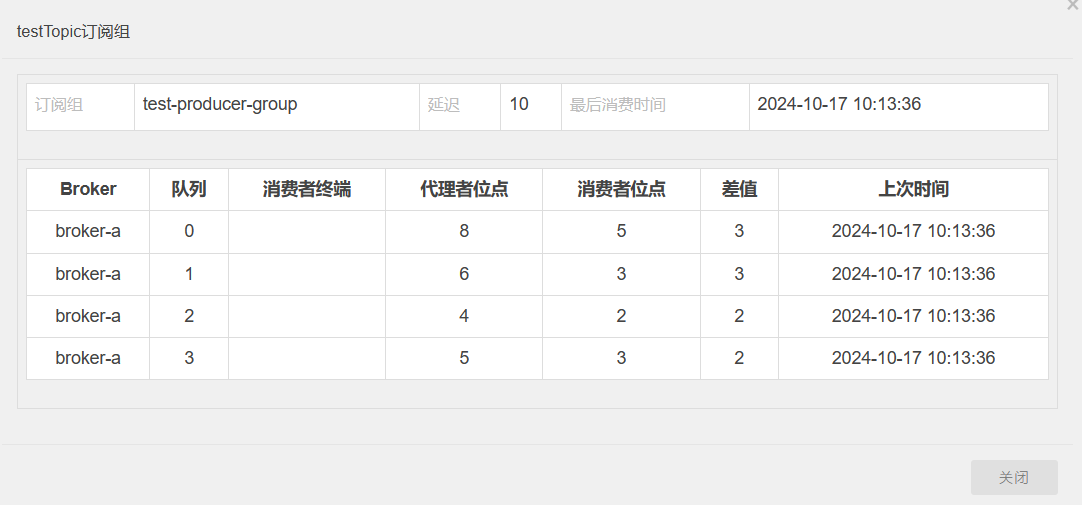 ×
testTopic订阅组
订阅组 test-producer-group 延迟 10 最后消费时间 2024-10-17 10:13:36
Broker 队列 消费者终端 代理者位点 消费者位点 差值 上次时间
broker-a 0 8 5 3 2024-10-17 10:13:36
broker-a 1 6 3 3 2024-10-17 10:13:36
broker-a 2 4 2 2 2024-10-17 10:13:36
broker-a 3 5 3 2 2024-10-17 10:13:36
关闭